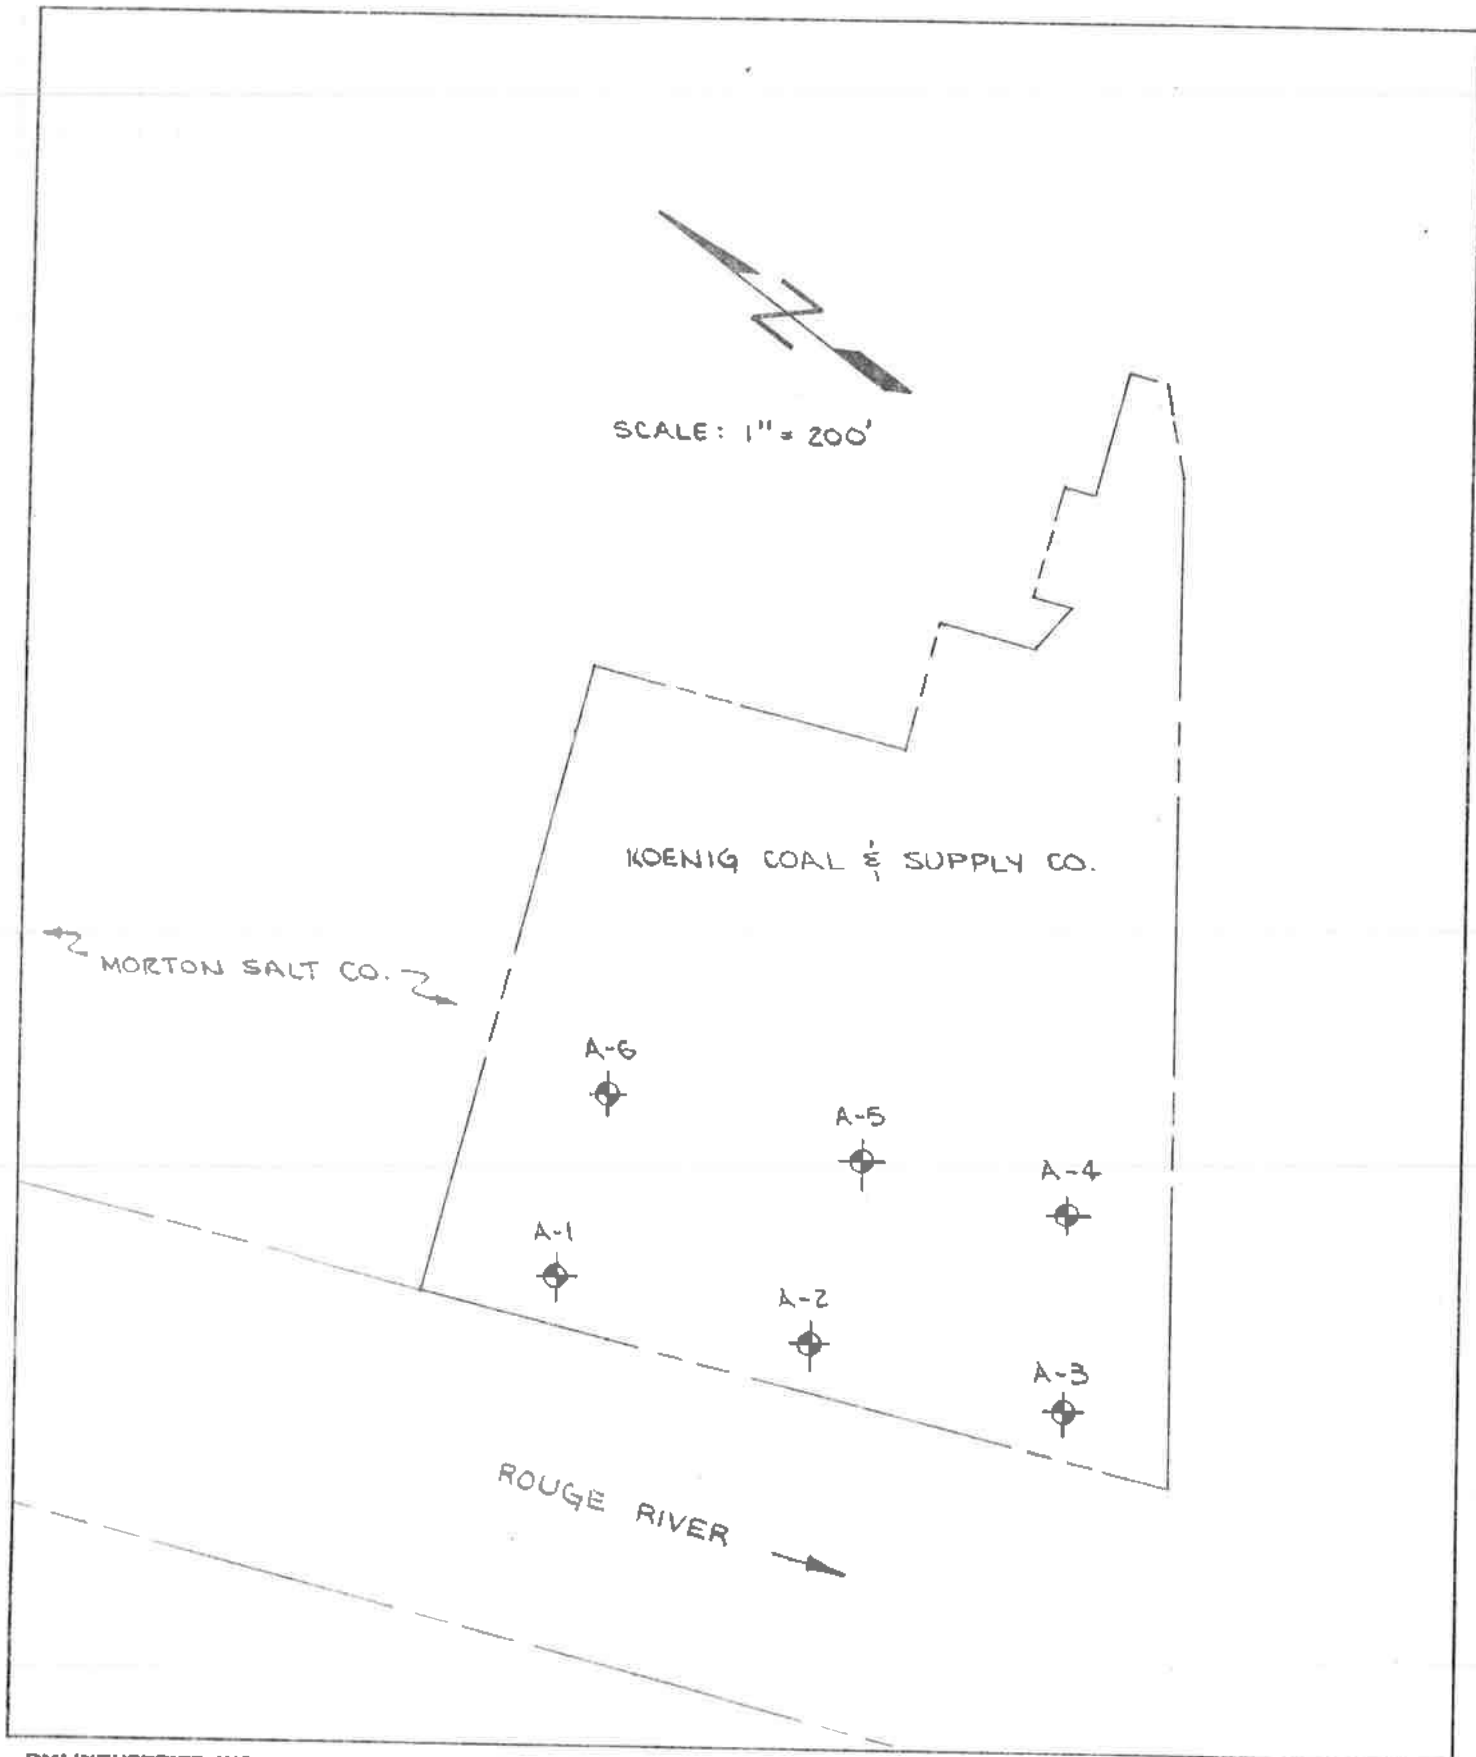 SCALE: 1" = 200'
KOENIG COAL & SUPPLY CO.
MORTON SALT CO.
A-6
A-5
A-4
A-1
A-2
A-3
ROUGE RIVER